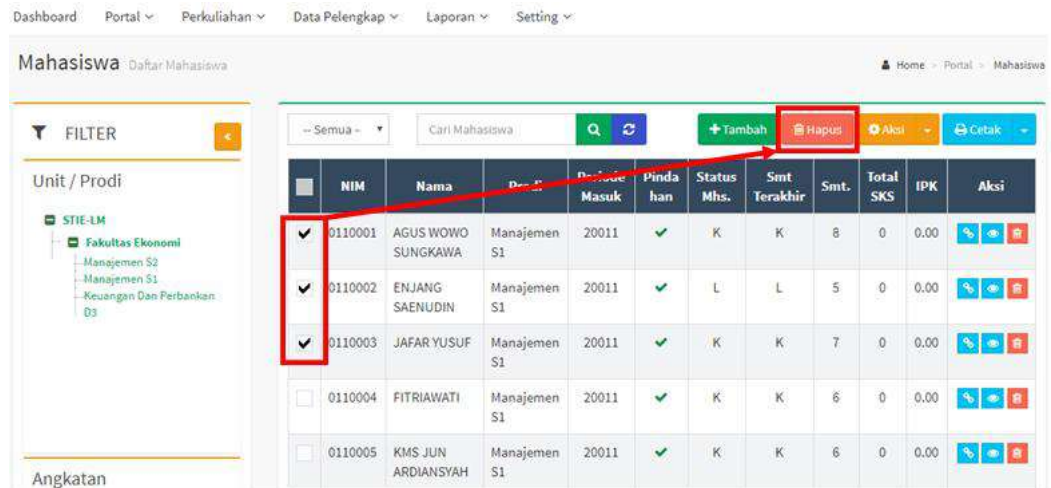 Dashboard Portal Perkuliahan Data Pelengkap Laporan Setting
Mahasiswa Daftar Mahasiswa
Home > Portal > Mahasiswa
FILTER
Unit / Prodi
STIE-LM
Fakultas Ekonomi
Manajemen S2
Manajemen S1
Keuangan Dan Perbankan
D3
Angkatan
-- Semua - Cari Mahasiswa Tambah Hapus Aksi Cetak
NIM Nama Prodi Periode Masuk Pinda han Status Mhs. Smt Terakhir Smt. Total SKS IPK Aksi
0110001 AGUS WOWO Manajemen 20011 K K 8 0 0.00
SUNGKAWA S1
0110002 ENJANG Manajemen 20011 L L 5 0 0.00
SAENUDIN S1
0110003 JAFAR YUSUF Manajemen 20011 K K 7 0 0.00
S1
0110004 FITRIAWATI Manajemen 20011 K K 6 0 0.00
S1
0110005 KMS JUN Manajemen 20011 K K 6 0 0.00
ARDIANSYAH S1